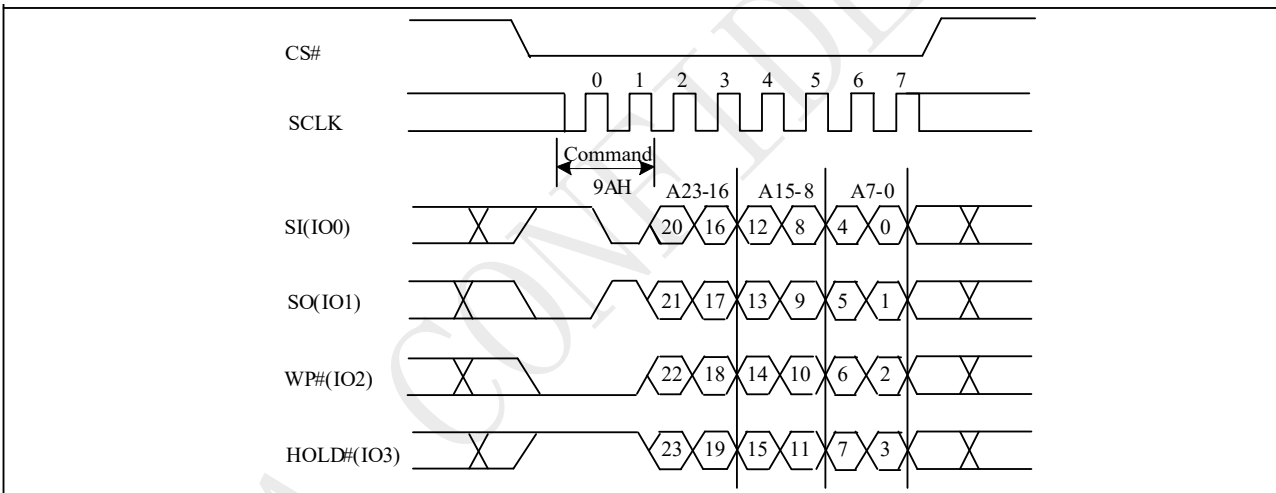 CS#
0 1 2 3 4 5 6 7
SCLK
Command
9AH
A23-16 A15-8 A7-0
SI(IO0) 20 16 12 8 4 0
SO(IO1) 21 17 13 9 5 1
WP#(IO2) 22 18 14 10 6 2
HOLD#(IO3) 23 19 15 11 7 3